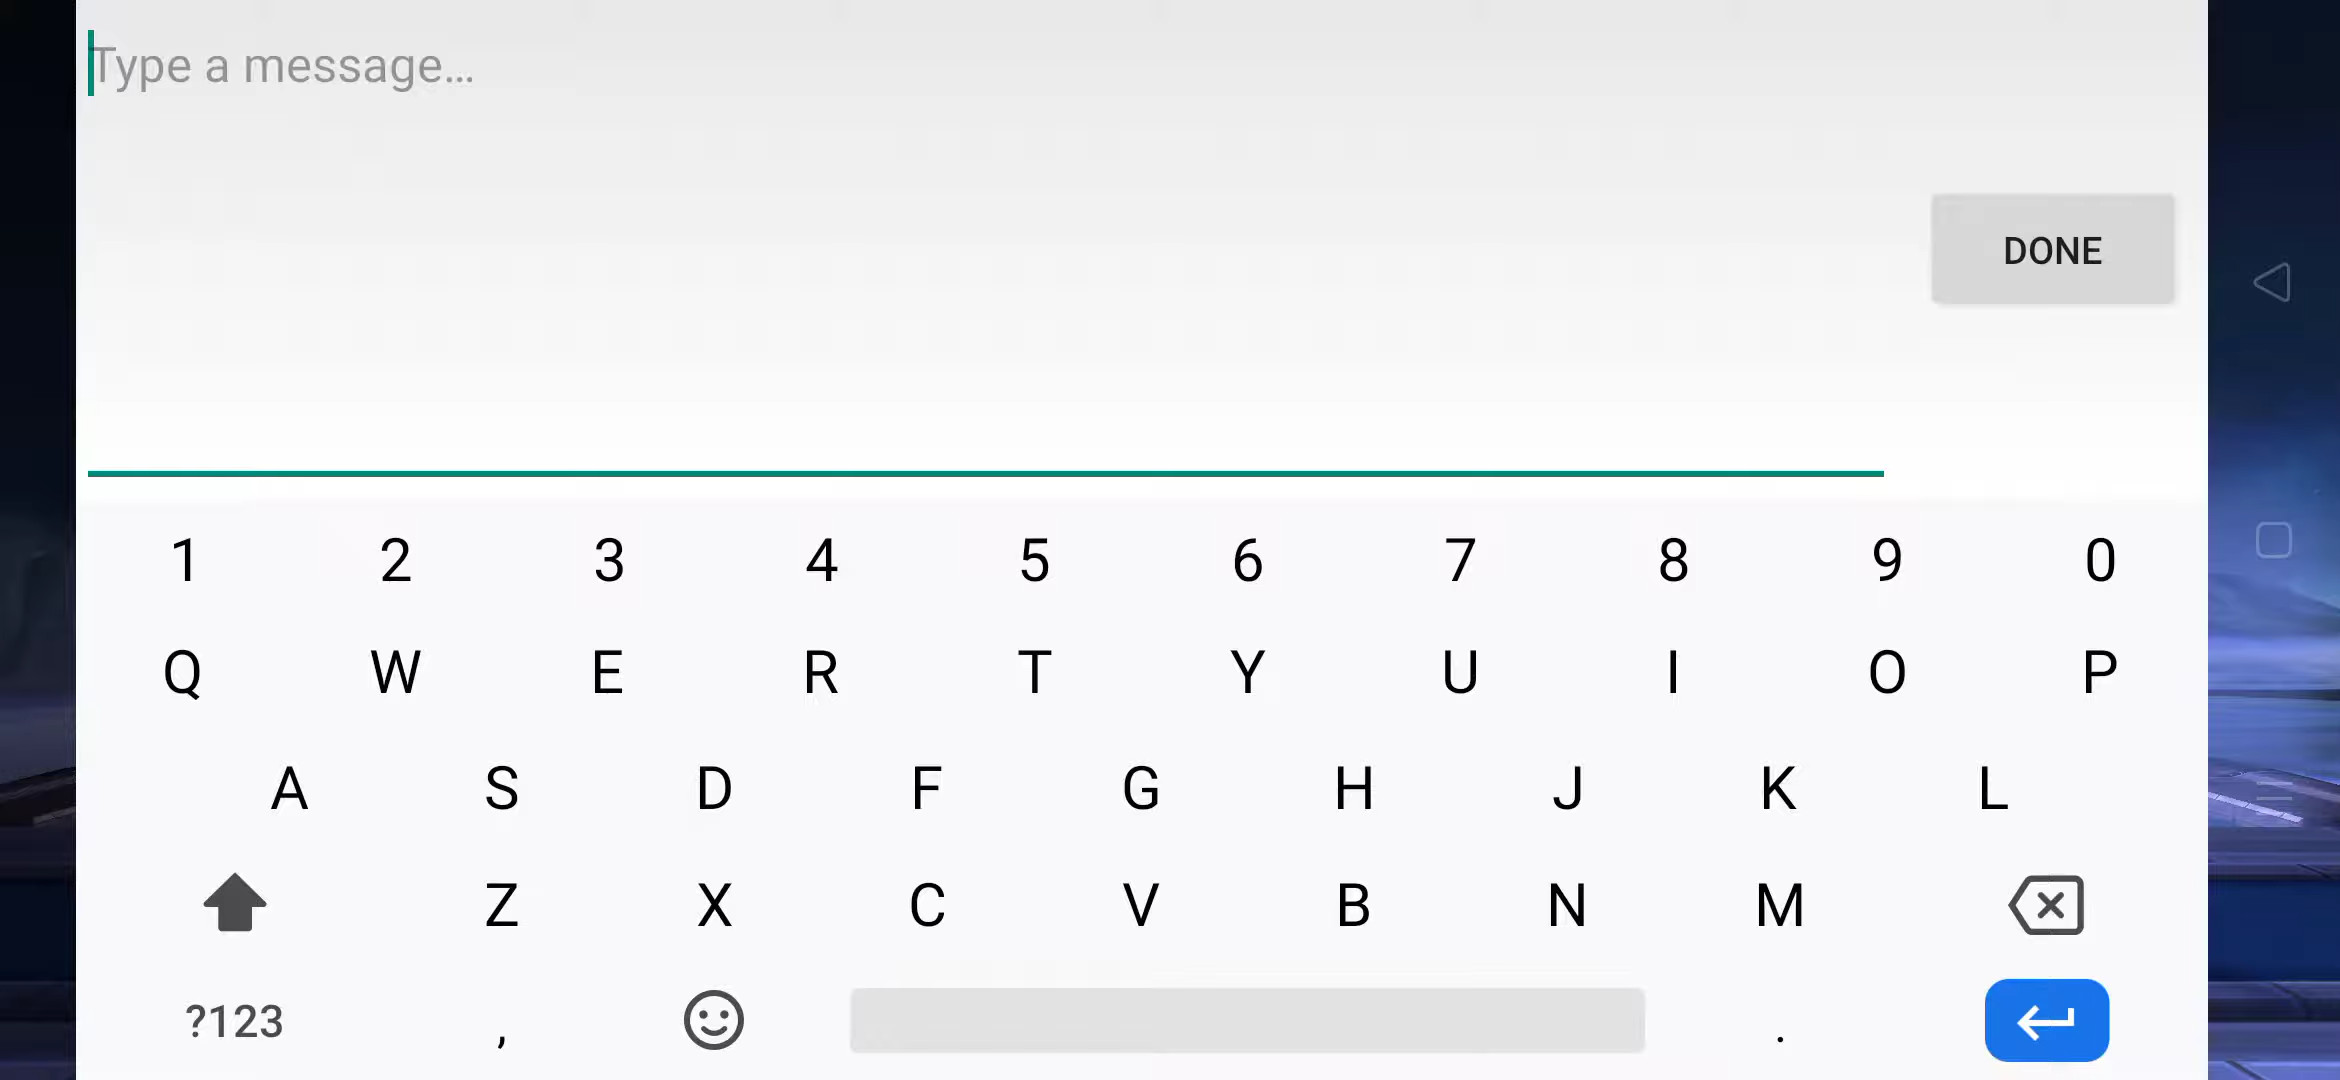 Type a message...
DONE
1 2 3 4 5 6 7 8 9 0
Q W E R T Y U I O P
A S D F G H J K L
Z X C V B N M
?123 , .